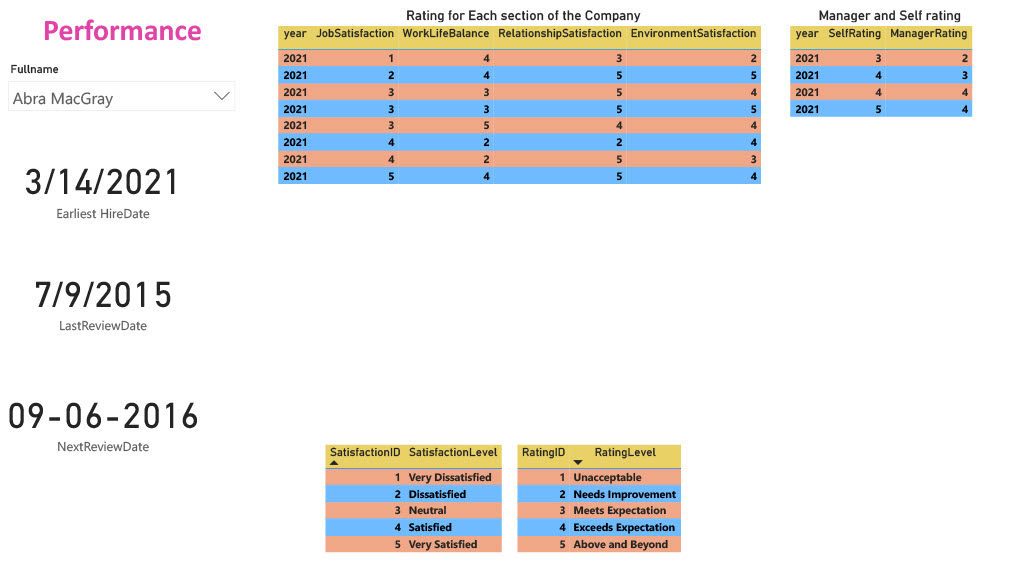 Performance
Fullname
Abra MacGray
3/14/2021
Earliest HireDate
7/9/2015
LastReviewDate
09-06-2016
NextReviewDate
Rating for Each section of the Company
year JobSatisfaction WorkLifeBalance RelationshipSatisfaction EnvironmentSatisfaction
2021 1 4 3 2
2021 2 4 5 5
2021 3 3 5 4
2021 3 3 5 5
2021 3 5 4 4
2021 4 2 2 4
2021 4 2 5 3
2021 5 4 5 4
Manager and Self rating
year SelfRating ManagerRating
2021 3 2
2021 4 3
2021 4 4
2021 5 4
SatisfactionID SatisfactionLevel
1 Very Dissatisfied
2 Dissatisfied
3 Neutral
4 Satisfied
5 Very Satisfied
RatingID RatingLevel
1 Unacceptable
2 Needs Improvement
3 Meets Expectation
4 Exceeds Expectation
5 Above and Beyond